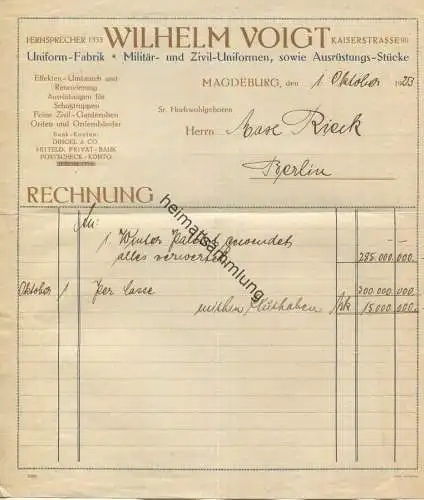 FERNSPRECHER 1535 WILHELM VOIGT KAISERSTRASSE 90
Uniform-Fabrik • Militär- und Zivil-Uniformen, sowie Ausrüstungs-Stücke
Effekten-Umtausch und
Renovierung
Ausrüstungen für
Schutztruppen
Feine Zivil-Garderoben
Orden und Ordensbänder
Bank-Konten:
DINGEL & CO.
MITTELD. PRIVAT-BANK
POSTSCHECK-KONTO
MAGDEBURG, den 1 Oktober 1923
Sr. Hochwohlgeboren
Herrn Max Rieck
Berlin
RECHNUNG
An:
1 Winter Paletot gewendet
alles verwertet 285 000 000.-
Oktober 1 Per Casse 300 000 000
mithin Guthaben Mk 15 000 000.-
heimatsammlung